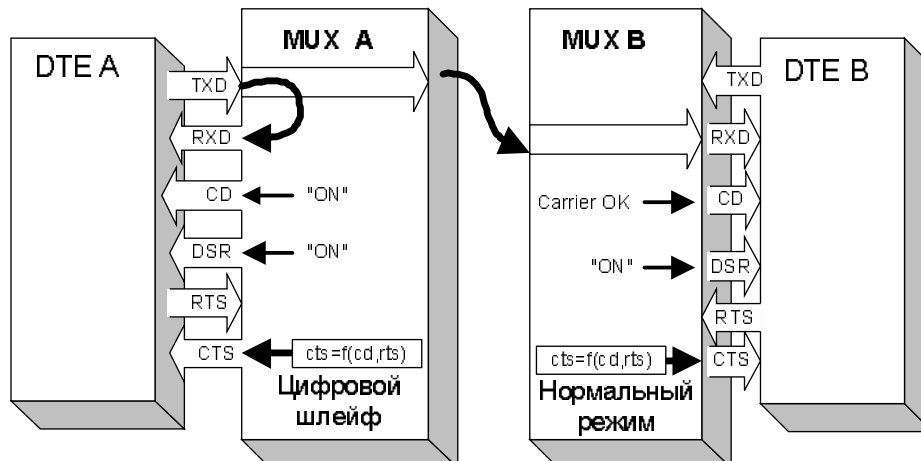 DTE A
MUX A
MUX B
DTE B
TXD
TXD
RXD
RXD
CD
"ON"
Carrier OK
CD
DSR
"ON"
"ON"
DSR
RTS
RTS
CTS
cts=f(cd,rts)
cts=f(cd,rts)
CTS
Цифровой
шлейф
Нормальный
режим